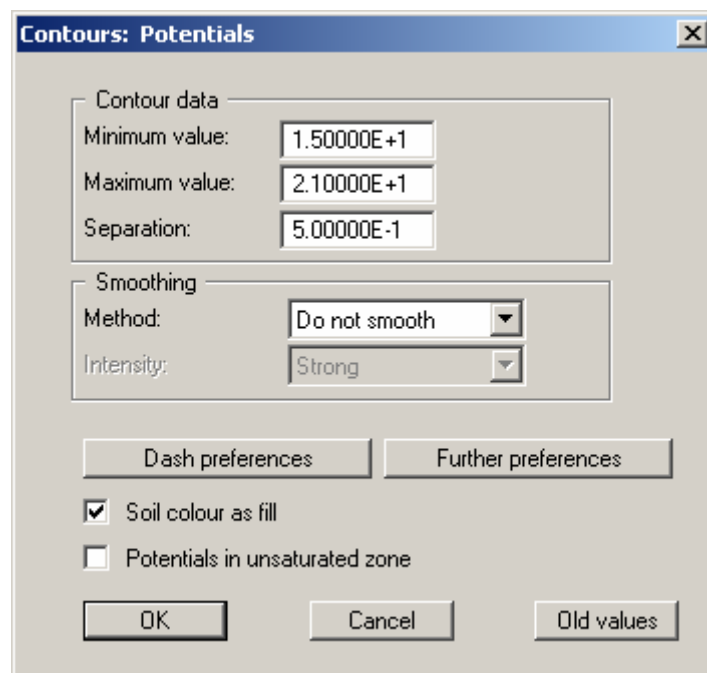 Contours: Potentials
Contour data
Minimum value: 1.50000E+1
Maximum value: 2.10000E+1
Separation: 5.00000E-1
Smoothing
Method: Do not smooth
Intensity: Strong
Dash preferences Further preferences
Soil colour as fill
Potentials in unsaturated zone
OK Cancel Old values